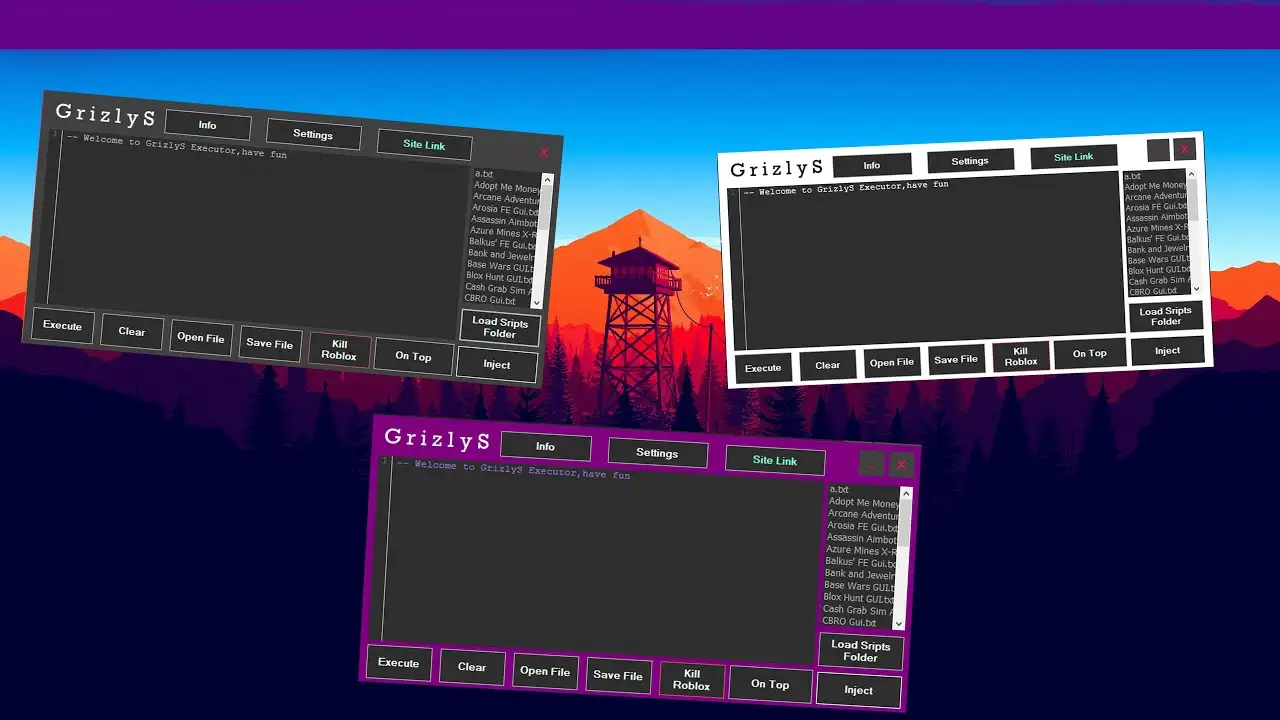 GrizlyS
Info
Settings
Site Link
- X
1 -- Welcome to GrizlyS Executor,have fun
a.txt
Adopt Me Money
Arcane Adventur
Arosia FE Gui.txt
Assassin Aimbot
Azure Mines X-R
Balkus' FE Gui.tx
Bank and Jewelr
Base Wars GUI.t
Blox Hunt GUI.tx
Cash Grab Sim A
CBRO Gui.txt
Load Sripts
Folder
Execute
Clear
Open File
Save File
Kill
Roblox
On Top
Inject
GrizlyS
Info
Settings
Site Link
X
-- Welcome to GrizlyS Executor,have fun
a.txt
Adopt Me Money
Arcane Adventur
Arosia FE Gui.txt
Assassin Aimbot
Azure Mines X-R
Balkus' FE Gui.tx
Bank and Jewelr
Base Wars GUI.t
Blox Hunt GUI.tx
Cash Grab Sim A
CBRO Gui.txt
Load Sripts
Folder
Execute
Clear
Open File
Save File
Kill
Roblox
On Top
Inject
GrizlyS
Info
Settings
Site Link
- X
1 -- Welcome to GrizlyS Executor,have fun
a.txt
Adopt Me Money
Arcane Adventur
Arosia FE Gui.txt
Assassin Aimbot
Azure Mines X-R
Balkus' FE Gui.tx
Bank and Jewelr
Base Wars GUI.t
Blox Hunt GUI.tx
Cash Grab Sim A
CBRO Gui.txt
Load Sripts
Folder
Execute
Clear
Open File
Save File
Kill
Roblox
On Top
Inject